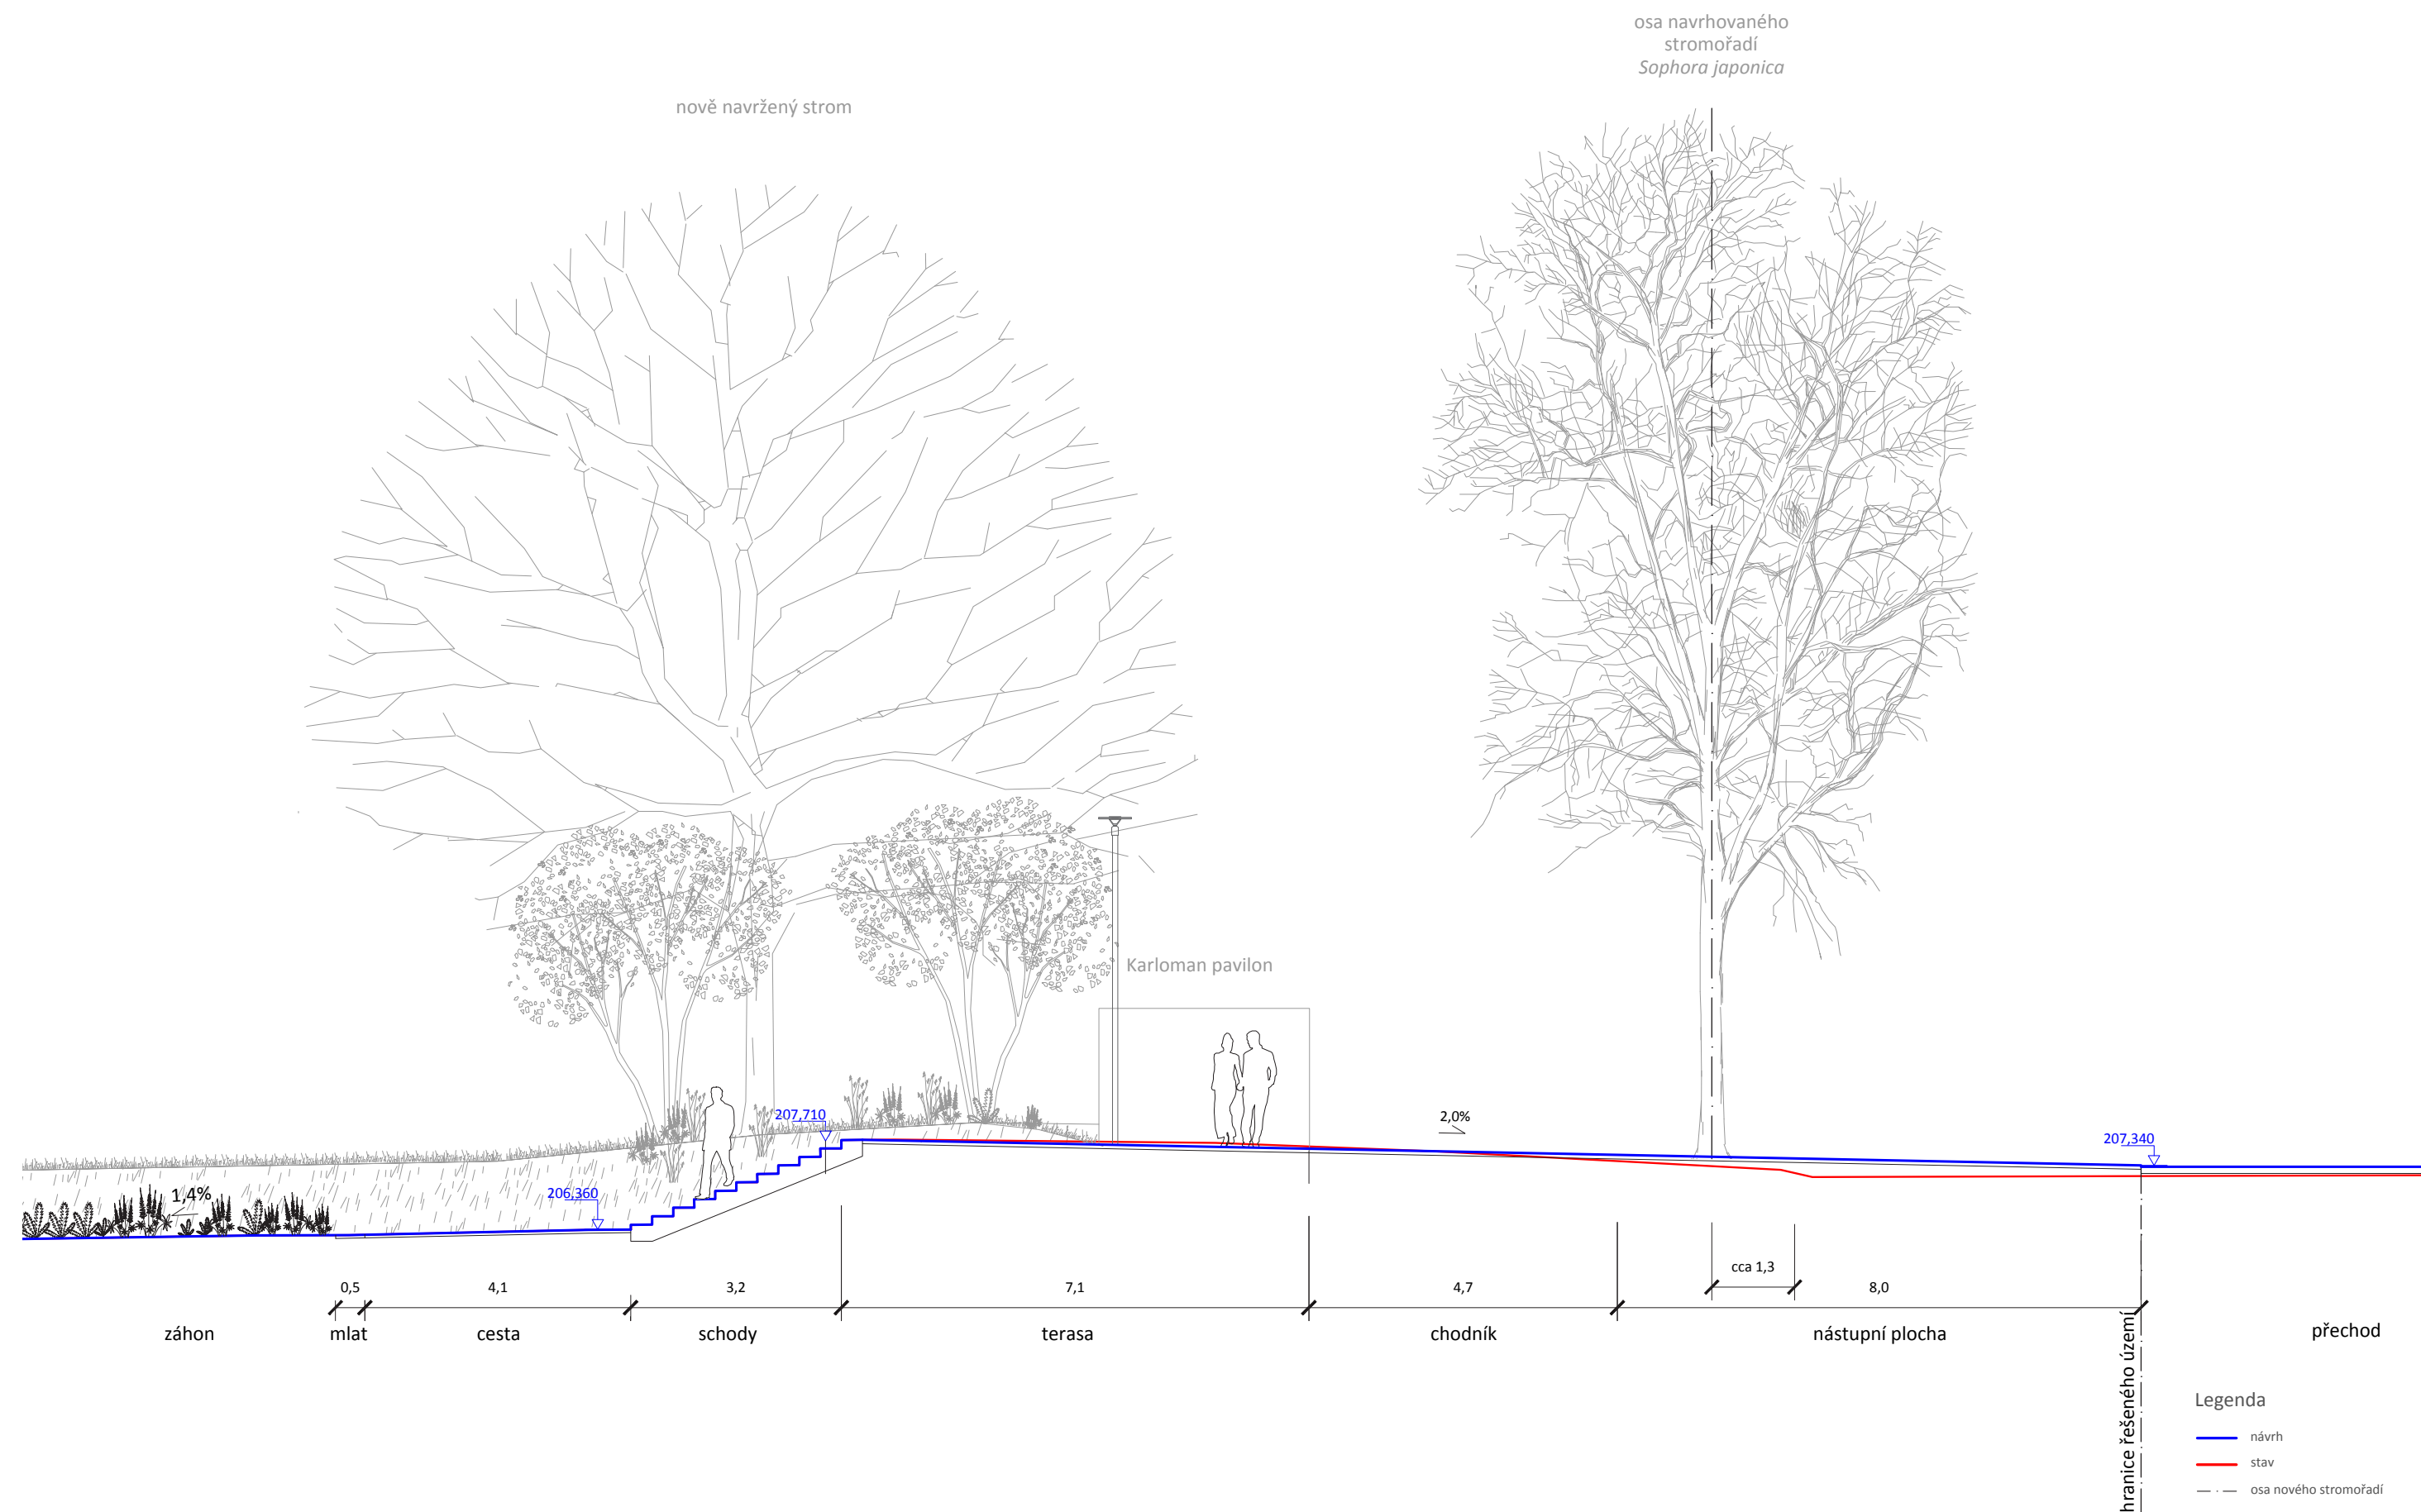 osa navrhovaného
stromořadí
Sophora japonica
nově navržený strom
Karloman pavilon
207,710
2,0%
207,340
1,4%
206,360
cca 1,3
0,5
4,1
3,2
7,1
4,7
8,0
záhon
mlat
cesta
schody
terasa
chodník
nástupní plocha
přechod
hranice řešeného území
Legenda
návrh
stav
osa nového stromořadí